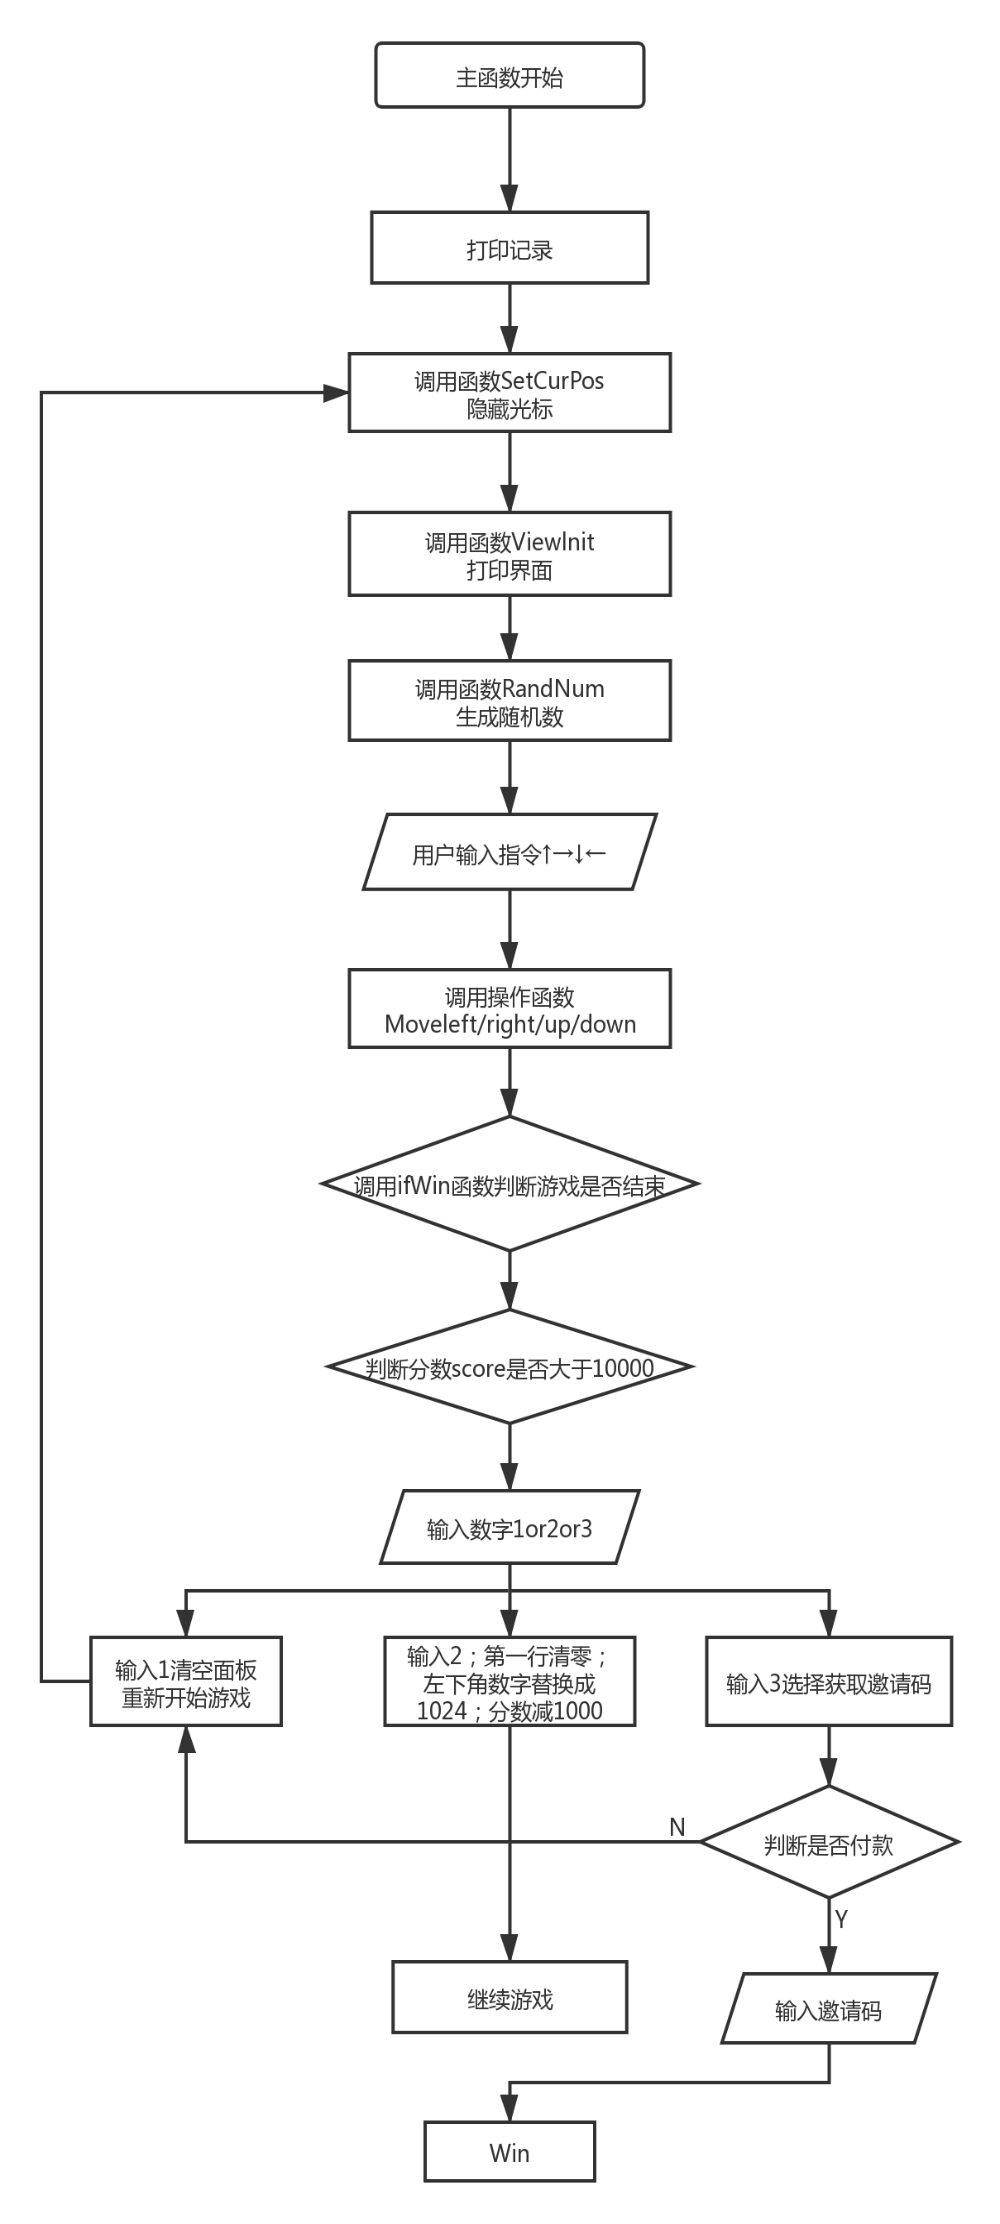 主函数开始
打印记录
调用函数SetCurPos
隐藏光标
调用函数ViewInit
打印界面
调用函数RandNum
生成随机数
用户输入指令↑→↓←
调用操作函数
Moveleft/right/up/down
调用ifWin函数判断游戏是否结束
判断分数score是否大于10000
输入数字1or2or3
输入1清空面板
重新开始游戏
输入2；第一行清零；
左下角数字替换成
1024；分数减1000
输入3选择获取邀请码
N
判断是否付款
Y
继续游戏
输入邀请码
Win